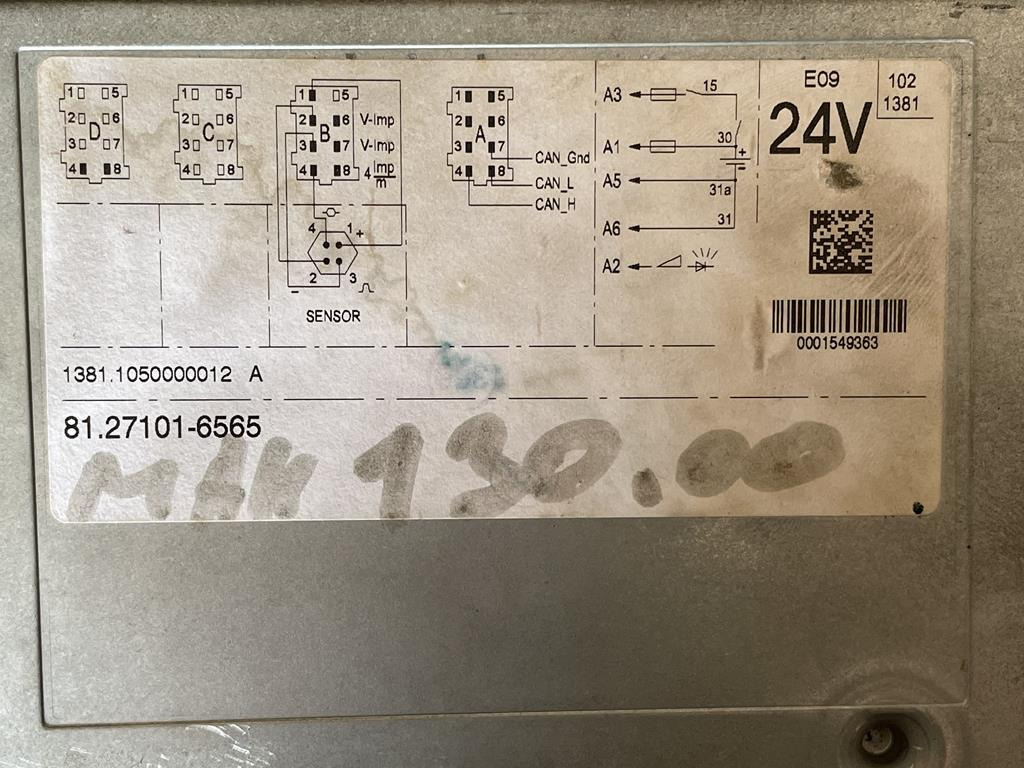 1 5
2 6
D
3 7
4 8
1 5
2 6
C
3 7
4 8
1 5
2 6 V-Imp
B
3 7 V-Imp
4 8 4 Imp/m
1 5
2 6
A
3 7
4 8
CAN_Gnd
CAN_L
CAN_H
4 1 +
2 3
−
SENSOR
A3 15
A1 30
+
−
A5 31a
A6 31
A2
E09
24V
102
1381
0001549363
1381.1050000012 A
81.27101-6565
MAN 130.00